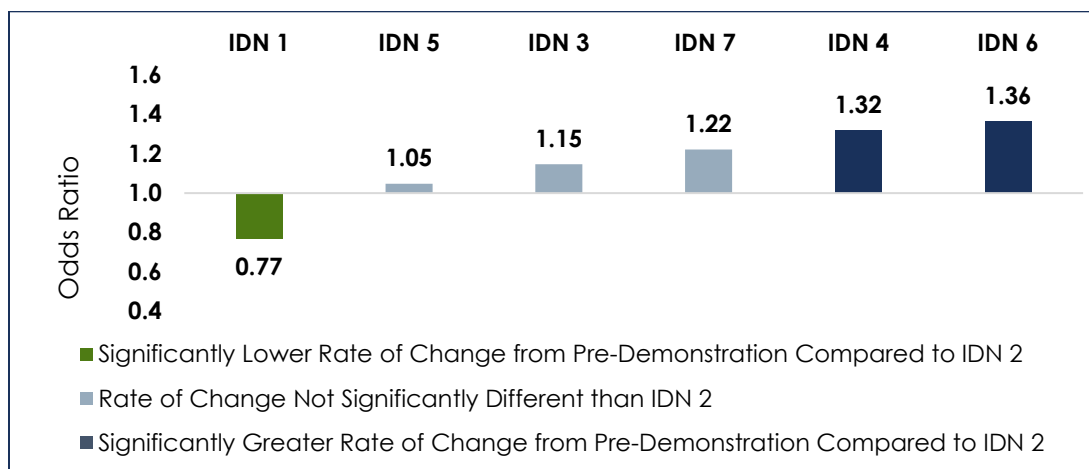 IDN 1 IDN 5 IDN 3 IDN 7 IDN 4 IDN 6
1.6
1.4
1.2
1.0
0.8
0.6
0.4
Odds Ratio
0.77
1.05
1.15
1.22
1.32
1.36
Significantly Lower Rate of Change from Pre-Demonstration Compared to IDN 2
Rate of Change Not Significantly Different than IDN 2
Significantly Greater Rate of Change from Pre-Demonstration Compared to IDN 2